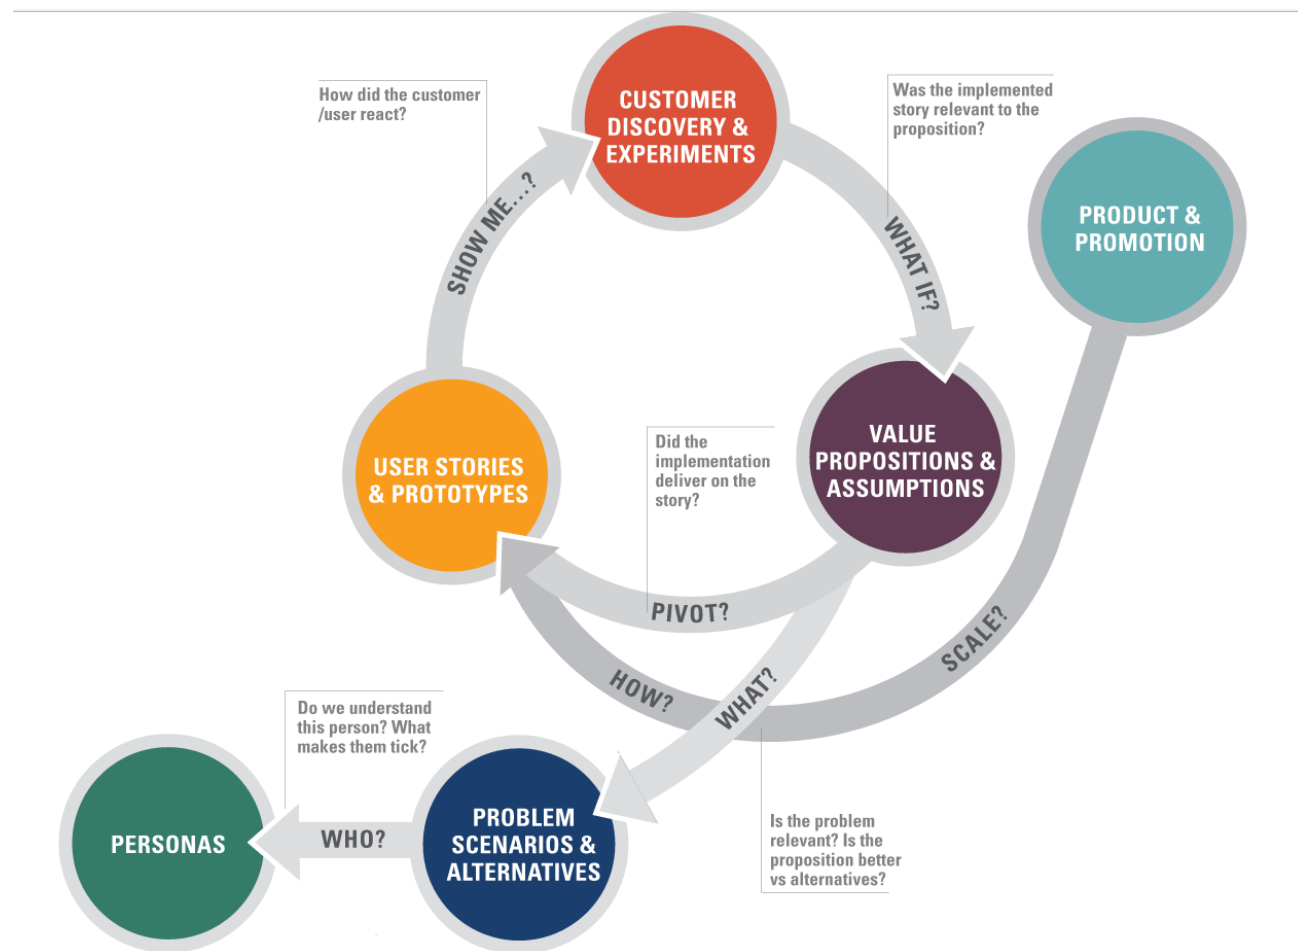 How did the customer
/user react?
CUSTOMER
DISCOVERY &
EXPERIMENTS
Was the implemented
story relevant to the
proposition?
PRODUCT &
PROMOTION
SHOW ME...?
WHAT IF?
USER STORIES
& PROTOTYPES
Did the
implementation
deliver on the
story?
VALUE
PROPOSITIONS &
ASSUMPTIONS
PIVOT?
SCALE?
HOW?
WHAT?
Do we understand
this person? What
makes them tick?
PERSONAS
WHO?
PROBLEM
SCENARIOS &
ALTERNATIVES
Is the problem
relevant? Is the
proposition better
vs alternatives?